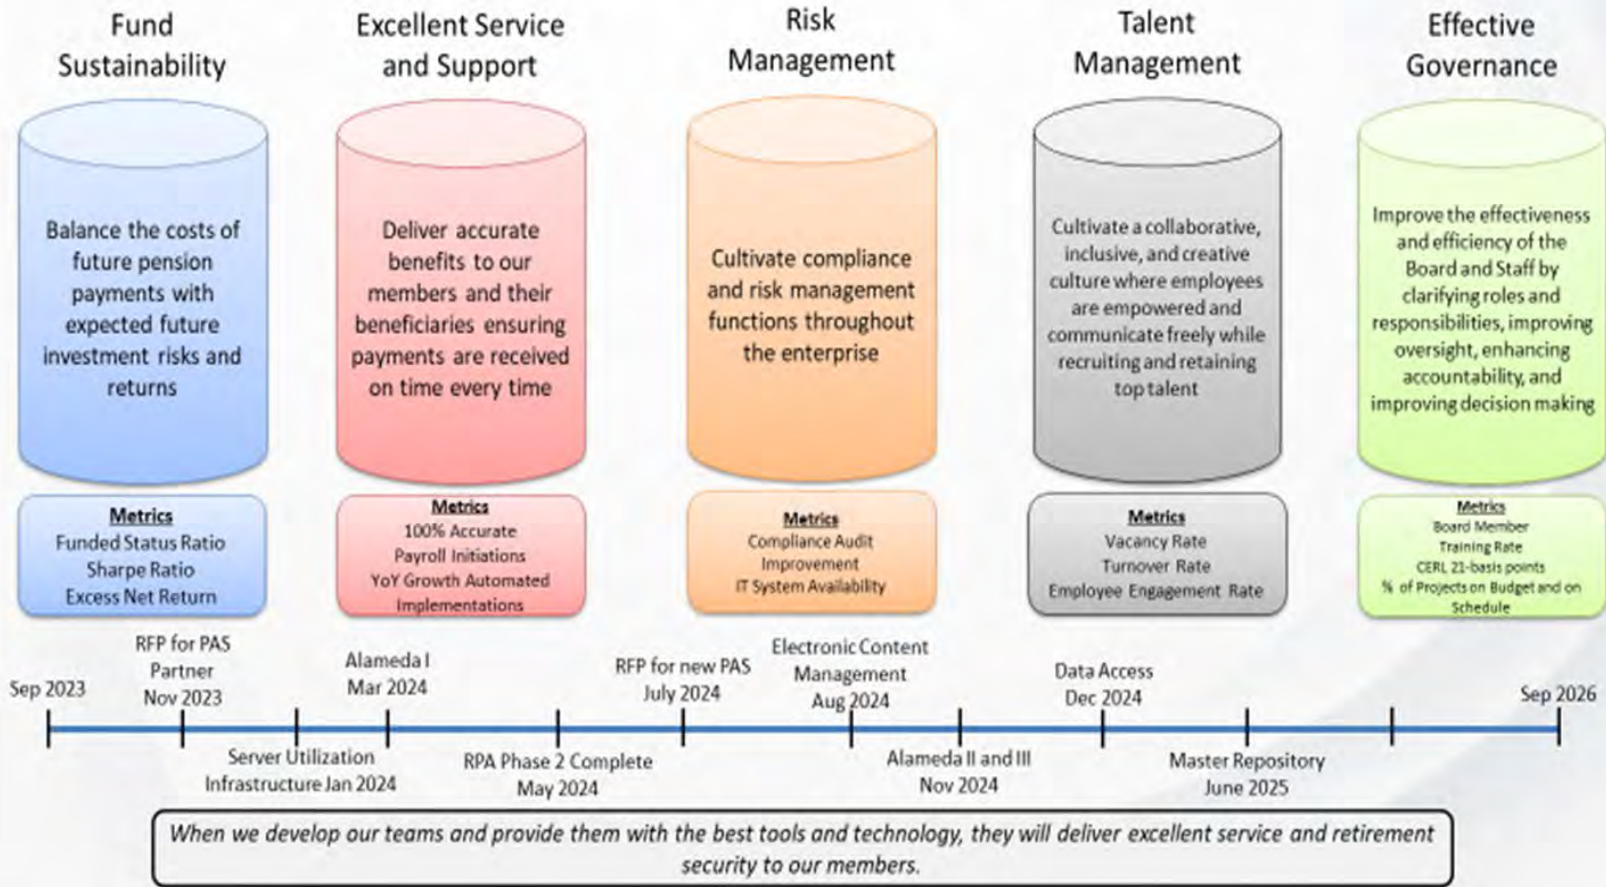 Fund
Sustainability
Excellent Service
and Support
Risk
Management
Talent
Management
Effective
Governance
Balance the costs of
future pension
payments with
expected future
investment risks and
returns
Deliver accurate
benefits to our
members and their
beneficiaries ensuring
payments are received
on time every time
Cultivate compliance
and risk management
functions throughout
the enterprise
Cultivate a collaborative,
inclusive, and creative
culture where employees
are empowered and
communicate freely while
recruiting and retaining
top talent
Improve the effectiveness
and efficiency of the
Board and Staff by
clarifying roles and
responsibilities, improving
oversight, enhancing
accountability, and
improving decision making
Metrics
Funded Status Ratio
Sharpe Ratio
Excess Net Return
Metrics
100% Accurate
Payroll Initiations
YoY Growth Automated
Implementations
Metrics
Compliance Audit
Improvement
IT System Availability
Metrics
Vacancy Rate
Turnover Rate
Employee Engagement Rate
Metrics
Board Member
Training Rate
CERL 21-basis points
% of Projects on Budget and on
Schedule
Sep 2023
RFP for PAS
Partner
Nov 2023
Server Utilization
Infrastructure Jan 2024
Alameda I
Mar 2024
RPA Phase 2 Complete
May 2024
RFP for new PAS
July 2024
Electronic Content
Management
Aug 2024
Alameda II and III
Nov 2024
Data Access
Dec 2024
Master Repository
June 2025
Sep 2026
When we develop our teams and provide them with the best tools and technology, they will deliver excellent service and retirement
security to our members.